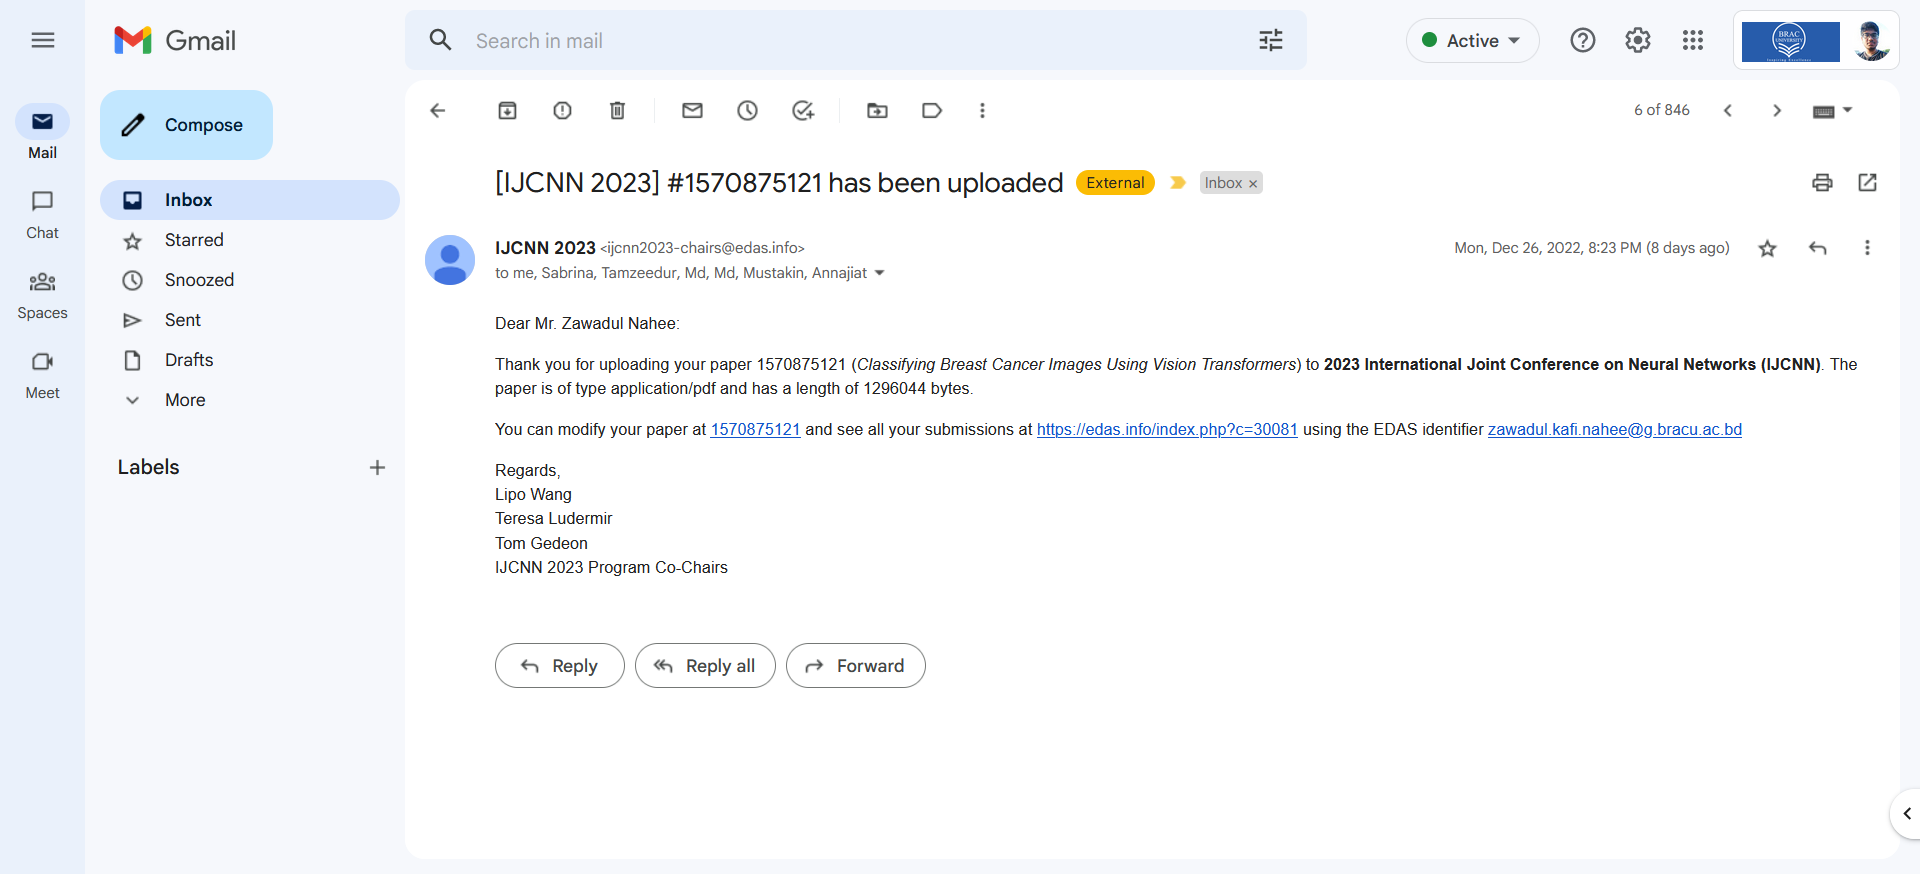 Gmail
Search in mail
Active
BRAC
UNIVERSITY
Inspiring Excellence
Compose
6 of 846
Mail
Chat
Spaces
Meet
Inbox
Starred
Snoozed
Sent
Drafts
More
Labels
[IJCNN 2023] #1570875121 has been uploaded External Inbox ×
IJCNN 2023 <ijcnn2023-chairs@edas.info> Mon, Dec 26, 2022, 8:23 PM (8 days ago)
to me, Sabrina, Tamzeedur, Md, Md, Mustakin, Annajiat
Dear Mr. Zawadul Nahee:
Thank you for uploading your paper 1570875121 (Classifying Breast Cancer Images Using Vision Transformers) to 2023 International Joint Conference on Neural Networks (IJCNN). The
paper is of type application/pdf and has a length of 1296044 bytes.
You can modify your paper at 1570875121 and see all your submissions at https://edas.info/index.php?c=30081 using the EDAS identifier zawadul.kafi.nahee@g.bracu.ac.bd
Regards,
Lipo Wang
Teresa Ludermir
Tom Gedeon
IJCNN 2023 Program Co-Chairs
Reply Reply all Forward